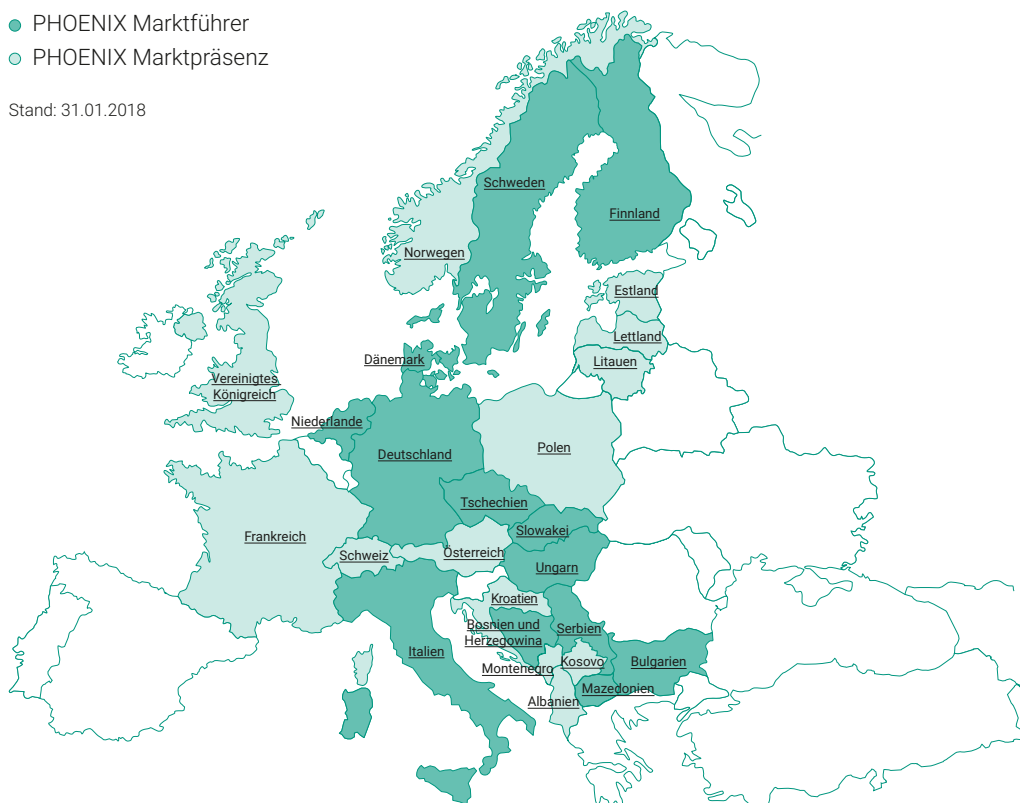 PHOENIX Marktführer
PHOENIX Marktpräsenz
Stand: 31.01.2018
Schweden
Finnland
Norwegen
Estland
Lettland
Litauen
Dänemark
Vereinigtes
Königreich
Niederlande
Deutschland
Polen
Tschechien
Slowakei
Frankreich
Schweiz
Österreich
Ungarn
Kroatien
Bosnien und
Herzegowina
Serbien
Italien
Montenegro
Kosovo
Bulgarien
Mazedonien
Albanien